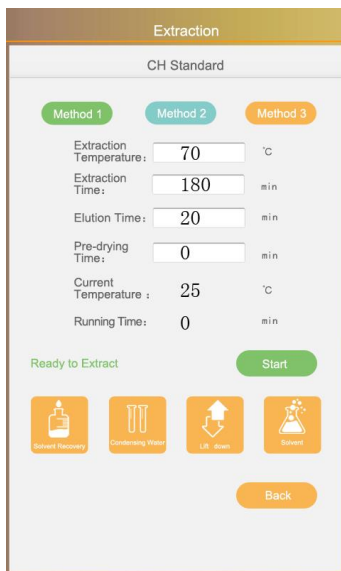 Extraction
CH Standard
Method 1 Method 2 Method 3
Extraction Temperature: 70 °C
Extraction Time: 180 min
Elution Time: 20 min
Pre-drying Time: 0 min
Current Temperature : 25 °C
Running Time: 0 min
Ready to Extract Start
Solvent Recovery Condensing Water Lift down Solvent
Back